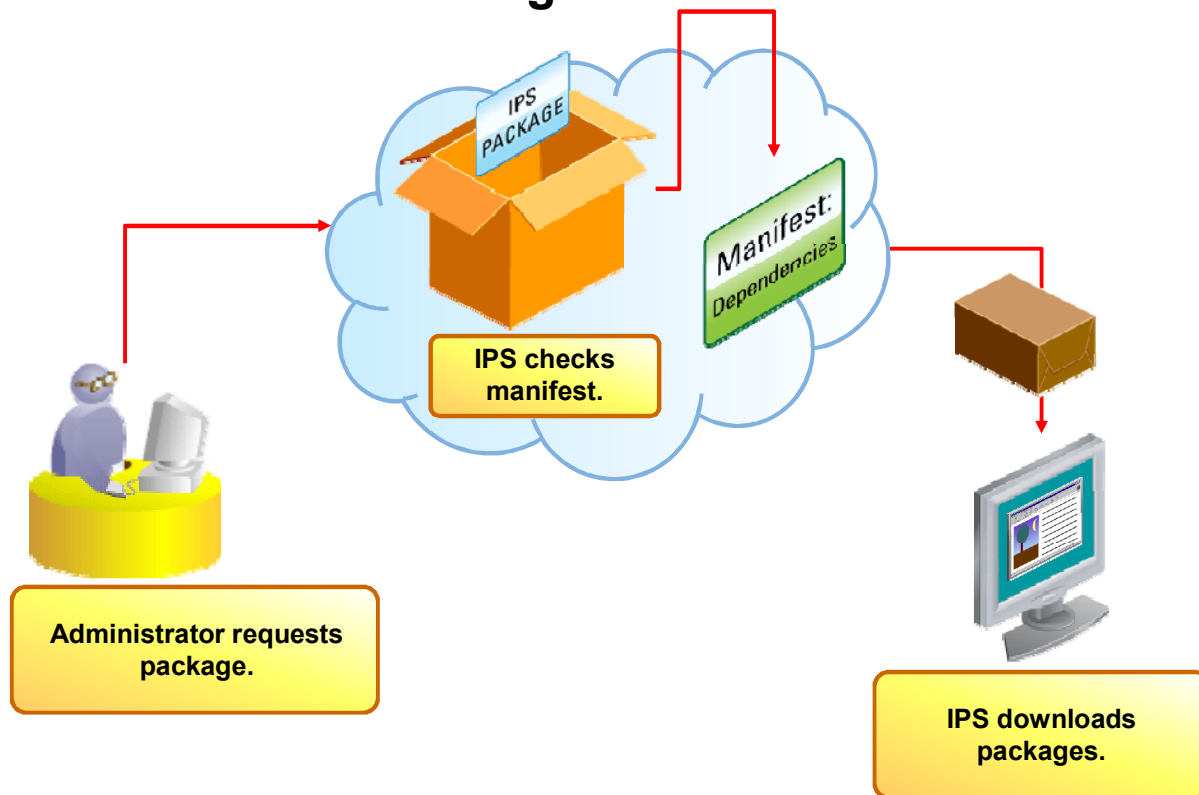 IPS
PACKAGE
Manifest:
Dependencies
IPS checks
manifest.
Administrator requests
package.
IPS downloads
packages.